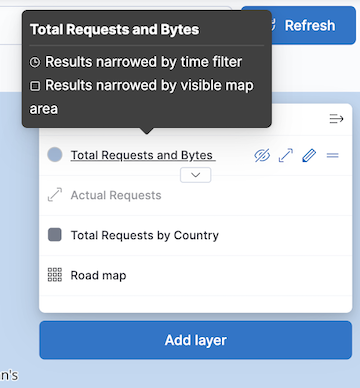 Total Requests and Bytes
Results narrowed by time filter
Results narrowed by visible map
area
Refresh
Total Requests and Bytes
Actual Requests
Total Requests by Country
Road map
Add layer
n's